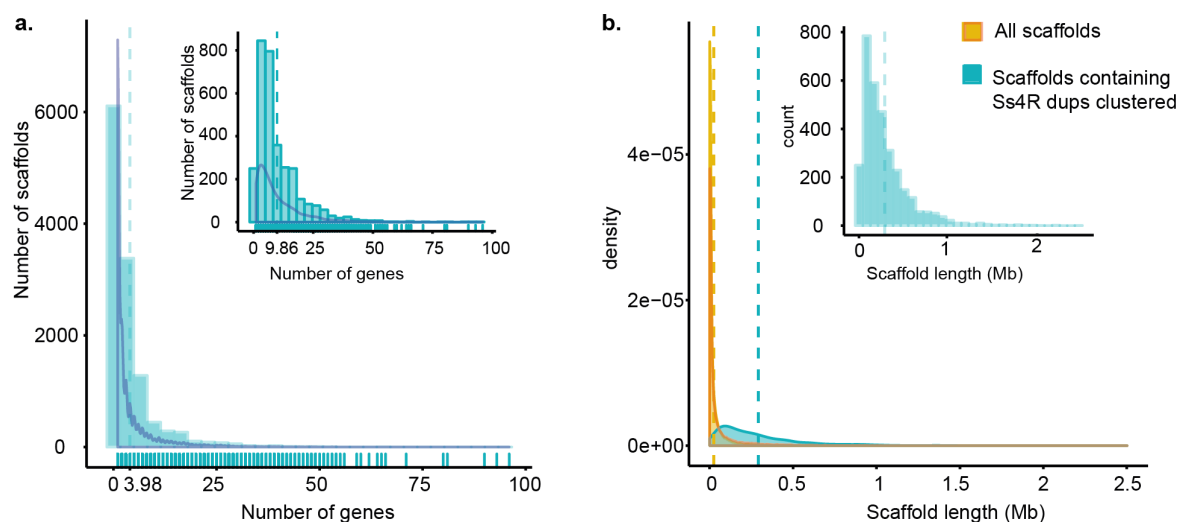 a.
Number of scaffolds
6000
4000
2000
0
0 3.98 25 50 75 100
Number of genes
Number of scaffolds
800
600
400
200
0
0 9.86 25 50 75 100
Number of genes
b.
density
4e−05
2e−05
0e+00
0 0.5 1 1.5 2 2.5
Scaffold length (Mb)
count
800
600
400
200
0
0 1 2
Scaffold length (Mb)
All scaffolds
Scaffolds containing
Ss4R dups clustered